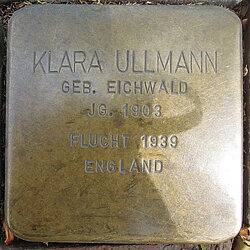 KLARA ULLMANN
GEB. EICHWALD
JG. 1903
FLUCHT 1939
ENGLAND